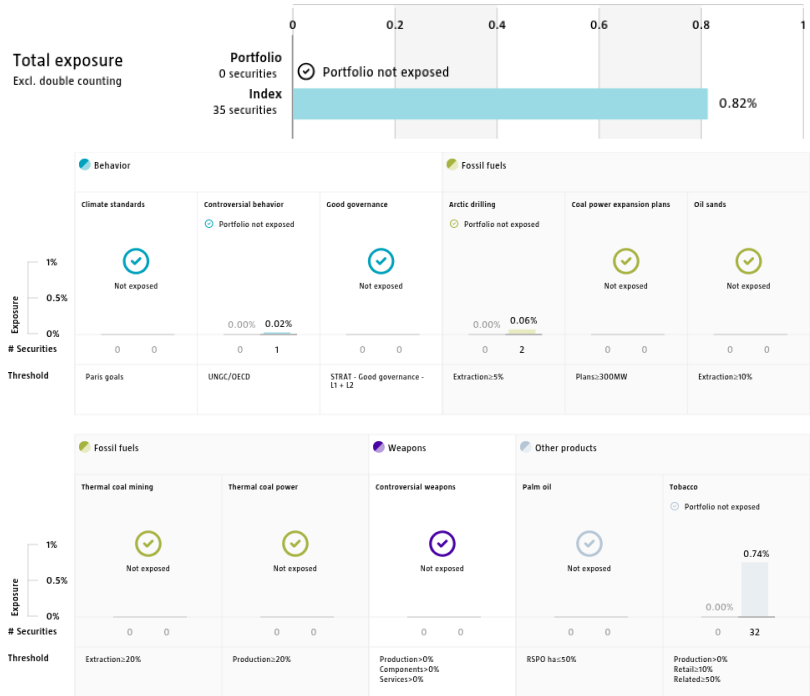 0 0.2 0.4 0.6 0.8 1
Total exposure
Excl. double counting
Portfolio
0 securities
Portfolio not exposed
Index
35 securities
0.82%
Behavior
Fossil fuels
Climate standards
Controversial behavior
Good governance
Arctic drilling
Coal power expansion plans
Oil sands
Portfolio not exposed
Portfolio not exposed
Not exposed
Not exposed
Not exposed
Not exposed
Exposure
1%
0.5%
0%
0.00% 0.02%
0.00% 0.06%
# Securities
0 0
0 1
0 0
0 2
0 0
0 0
Threshold
Paris goals
UNGC/OECD
STRAT - Good governance -
L1 + L2
Extraction≥5%
Plans≥300MW
Extraction≥10%
Fossil fuels
Weapons
Other products
Thermal coal mining
Thermal coal power
Controversial weapons
Palm oil
Tobacco
Portfolio not exposed
Not exposed
Not exposed
Not exposed
Not exposed
Exposure
1%
0.5%
0%
0.00% 0.74%
# Securities
0 0
0 0
0 0
0 0
0 32
Threshold
Extraction≥20%
Production≥20%
Production>0%
Components>0%
Services>0%
RSPO ha≤50%
Production>0%
Retail≥10%
Related≥50%